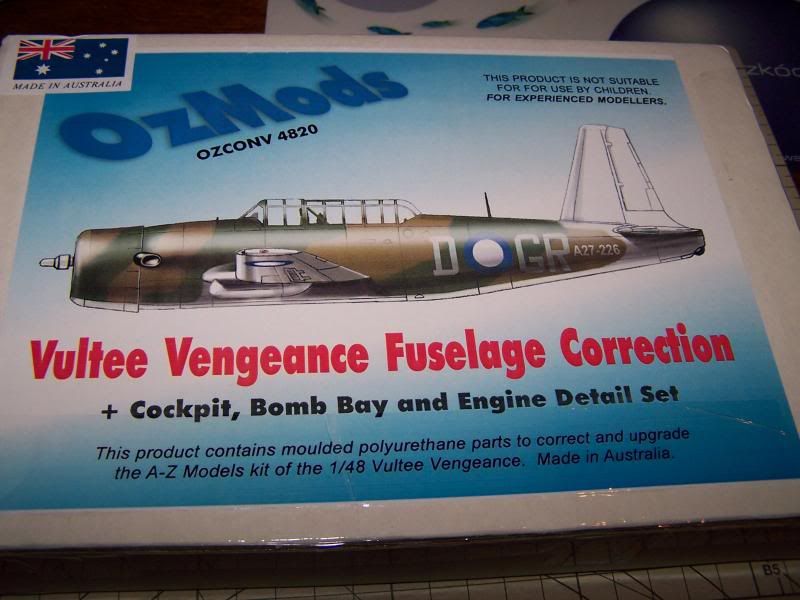 MADE IN AUSTRALIA
OzMods
OZCONV 4820
THIS PRODUCT IS NOT SUITABLE
FOR FOR USE BY CHILDREN.
FOR EXPERIENCED MODELLERS.
D GR A27-226
Vultee Vengeance Fuselage Correction
+ Cockpit, Bomb Bay and Engine Detail Set
This product contains moulded polyurethane parts to correct and upgrade
the A-Z Models kit of the 1/48 Vultee Vengeance. Made in Australia.
B5